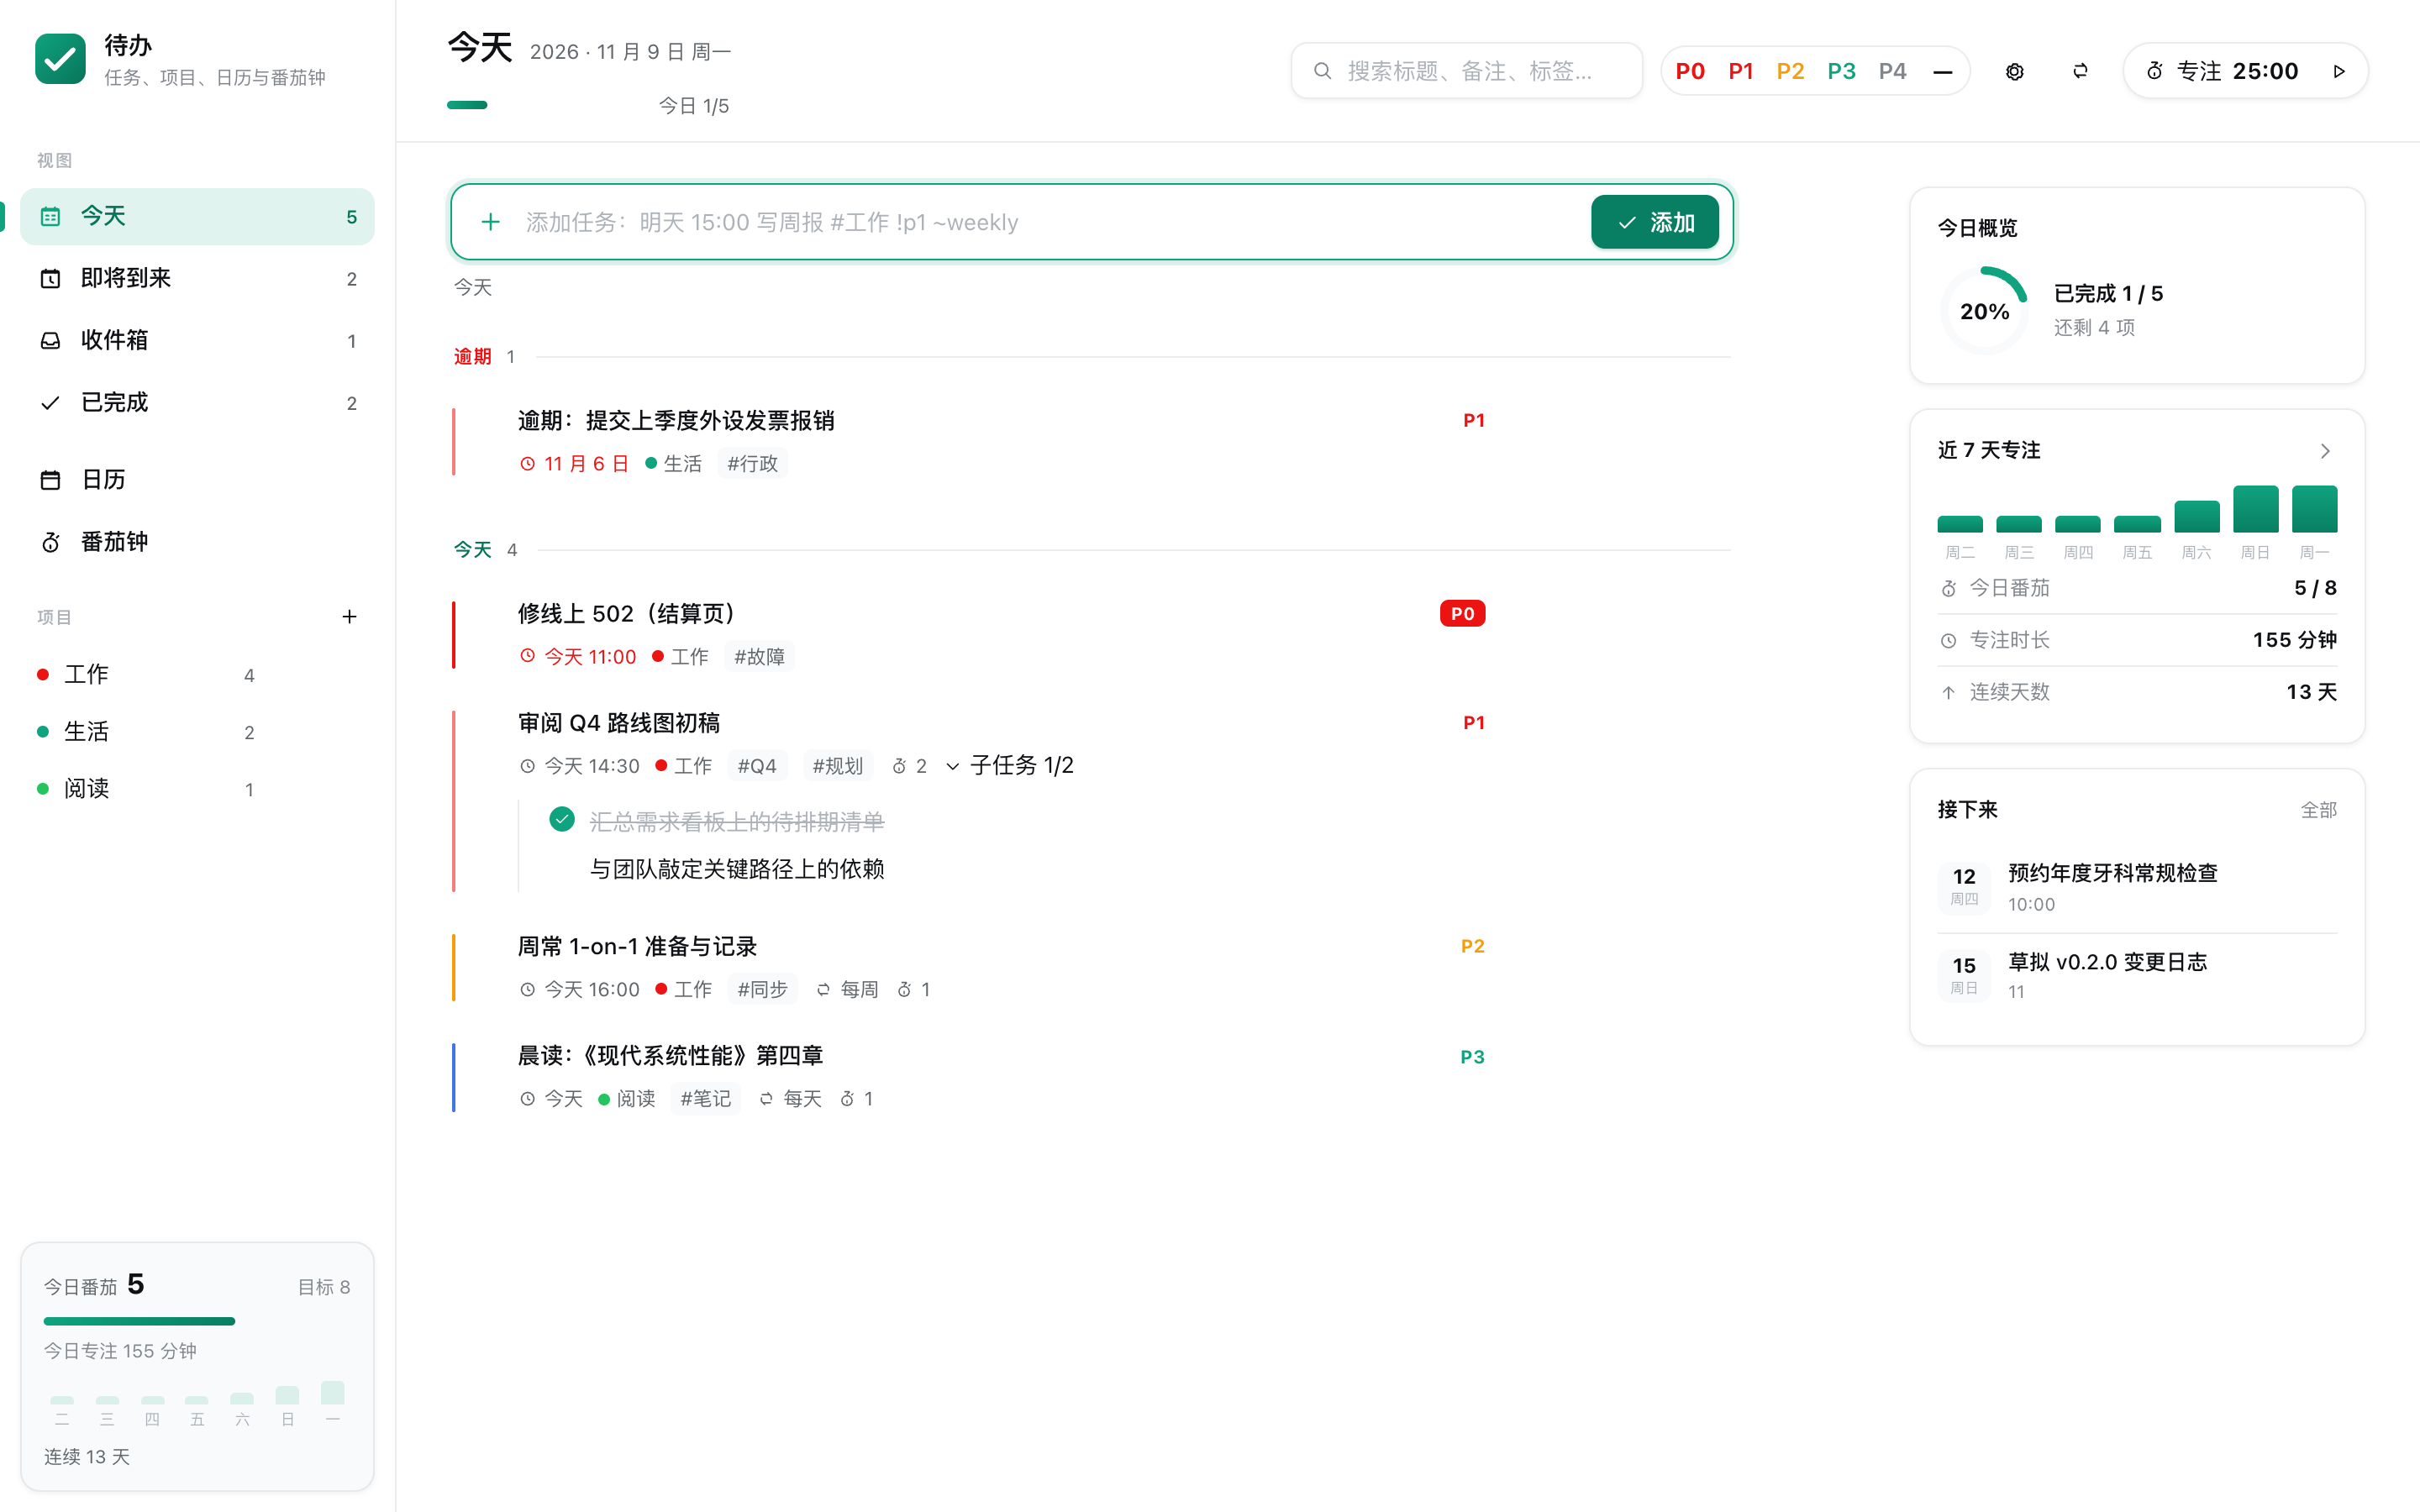 待办
任务、项目、日历与番茄钟
视图
今天 5
即将到来 2
收件箱 1
已完成 2
日历
番茄钟
项目
工作 4
生活 2
阅读 1
今日番茄 5 目标 8
今日专注 155 分钟
二 三 四 五 六 日 一
连续 13 天
今天 2026 · 11 月 9 日 周一
今日 1/5
搜索标题、备注、标签...
P0 P1 P2 P3 P4 —
专注 25:00
添加任务：明天 15:00 写周报 #工作 !p1 ~weekly
添加
今天
逾期 1
逾期：提交上季度外设发票报销 P1
11 月 6 日 生活 #行政
今天 4
修线上 502（结算页） P0
今天 11:00 工作 #故障
审阅 Q4 路线图初稿 P1
今天 14:30 工作 #Q4 #规划 2 子任务 1/2
汇总需求看板上的待排期清单
与团队敲定关键路径上的依赖
周常 1-on-1 准备与记录 P2
今天 16:00 工作 #同步 每周 1
晨读：《现代系统性能》第四章 P3
今天 阅读 #笔记 每天 1
今日概览
20%
已完成 1 / 5
还剩 4 项
近 7 天专注
周二 周三 周四 周五 周六 周日 周一
今日番茄 5 / 8
专注时长 155 分钟
连续天数 13 天
接下来 全部
12 周四
预约年度牙科常规检查
10:00
15 周日
草拟 v0.2.0 变更日志
11